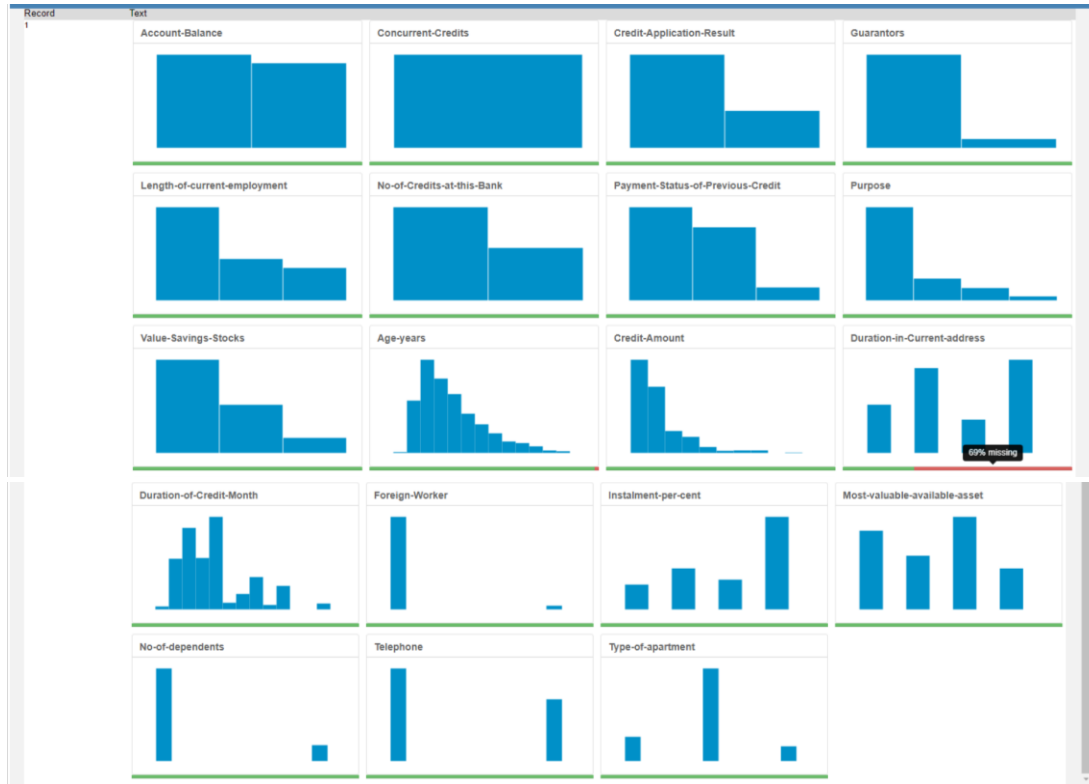 Record Text
1
Account-Balance Concurrent-Credits Credit-Application-Result Guarantors
Length-of-current-employment No-of-Credits-at-this-Bank Payment-Status-of-Previous-Credit Purpose
Value-Savings-Stocks Age-years Credit-Amount Duration-in-Current-address
69% missing
Duration-of-Credit-Month Foreign-Worker Instalment-per-cent Most-valuable-available-asset
No-of-dependents Telephone Type-of-apartment